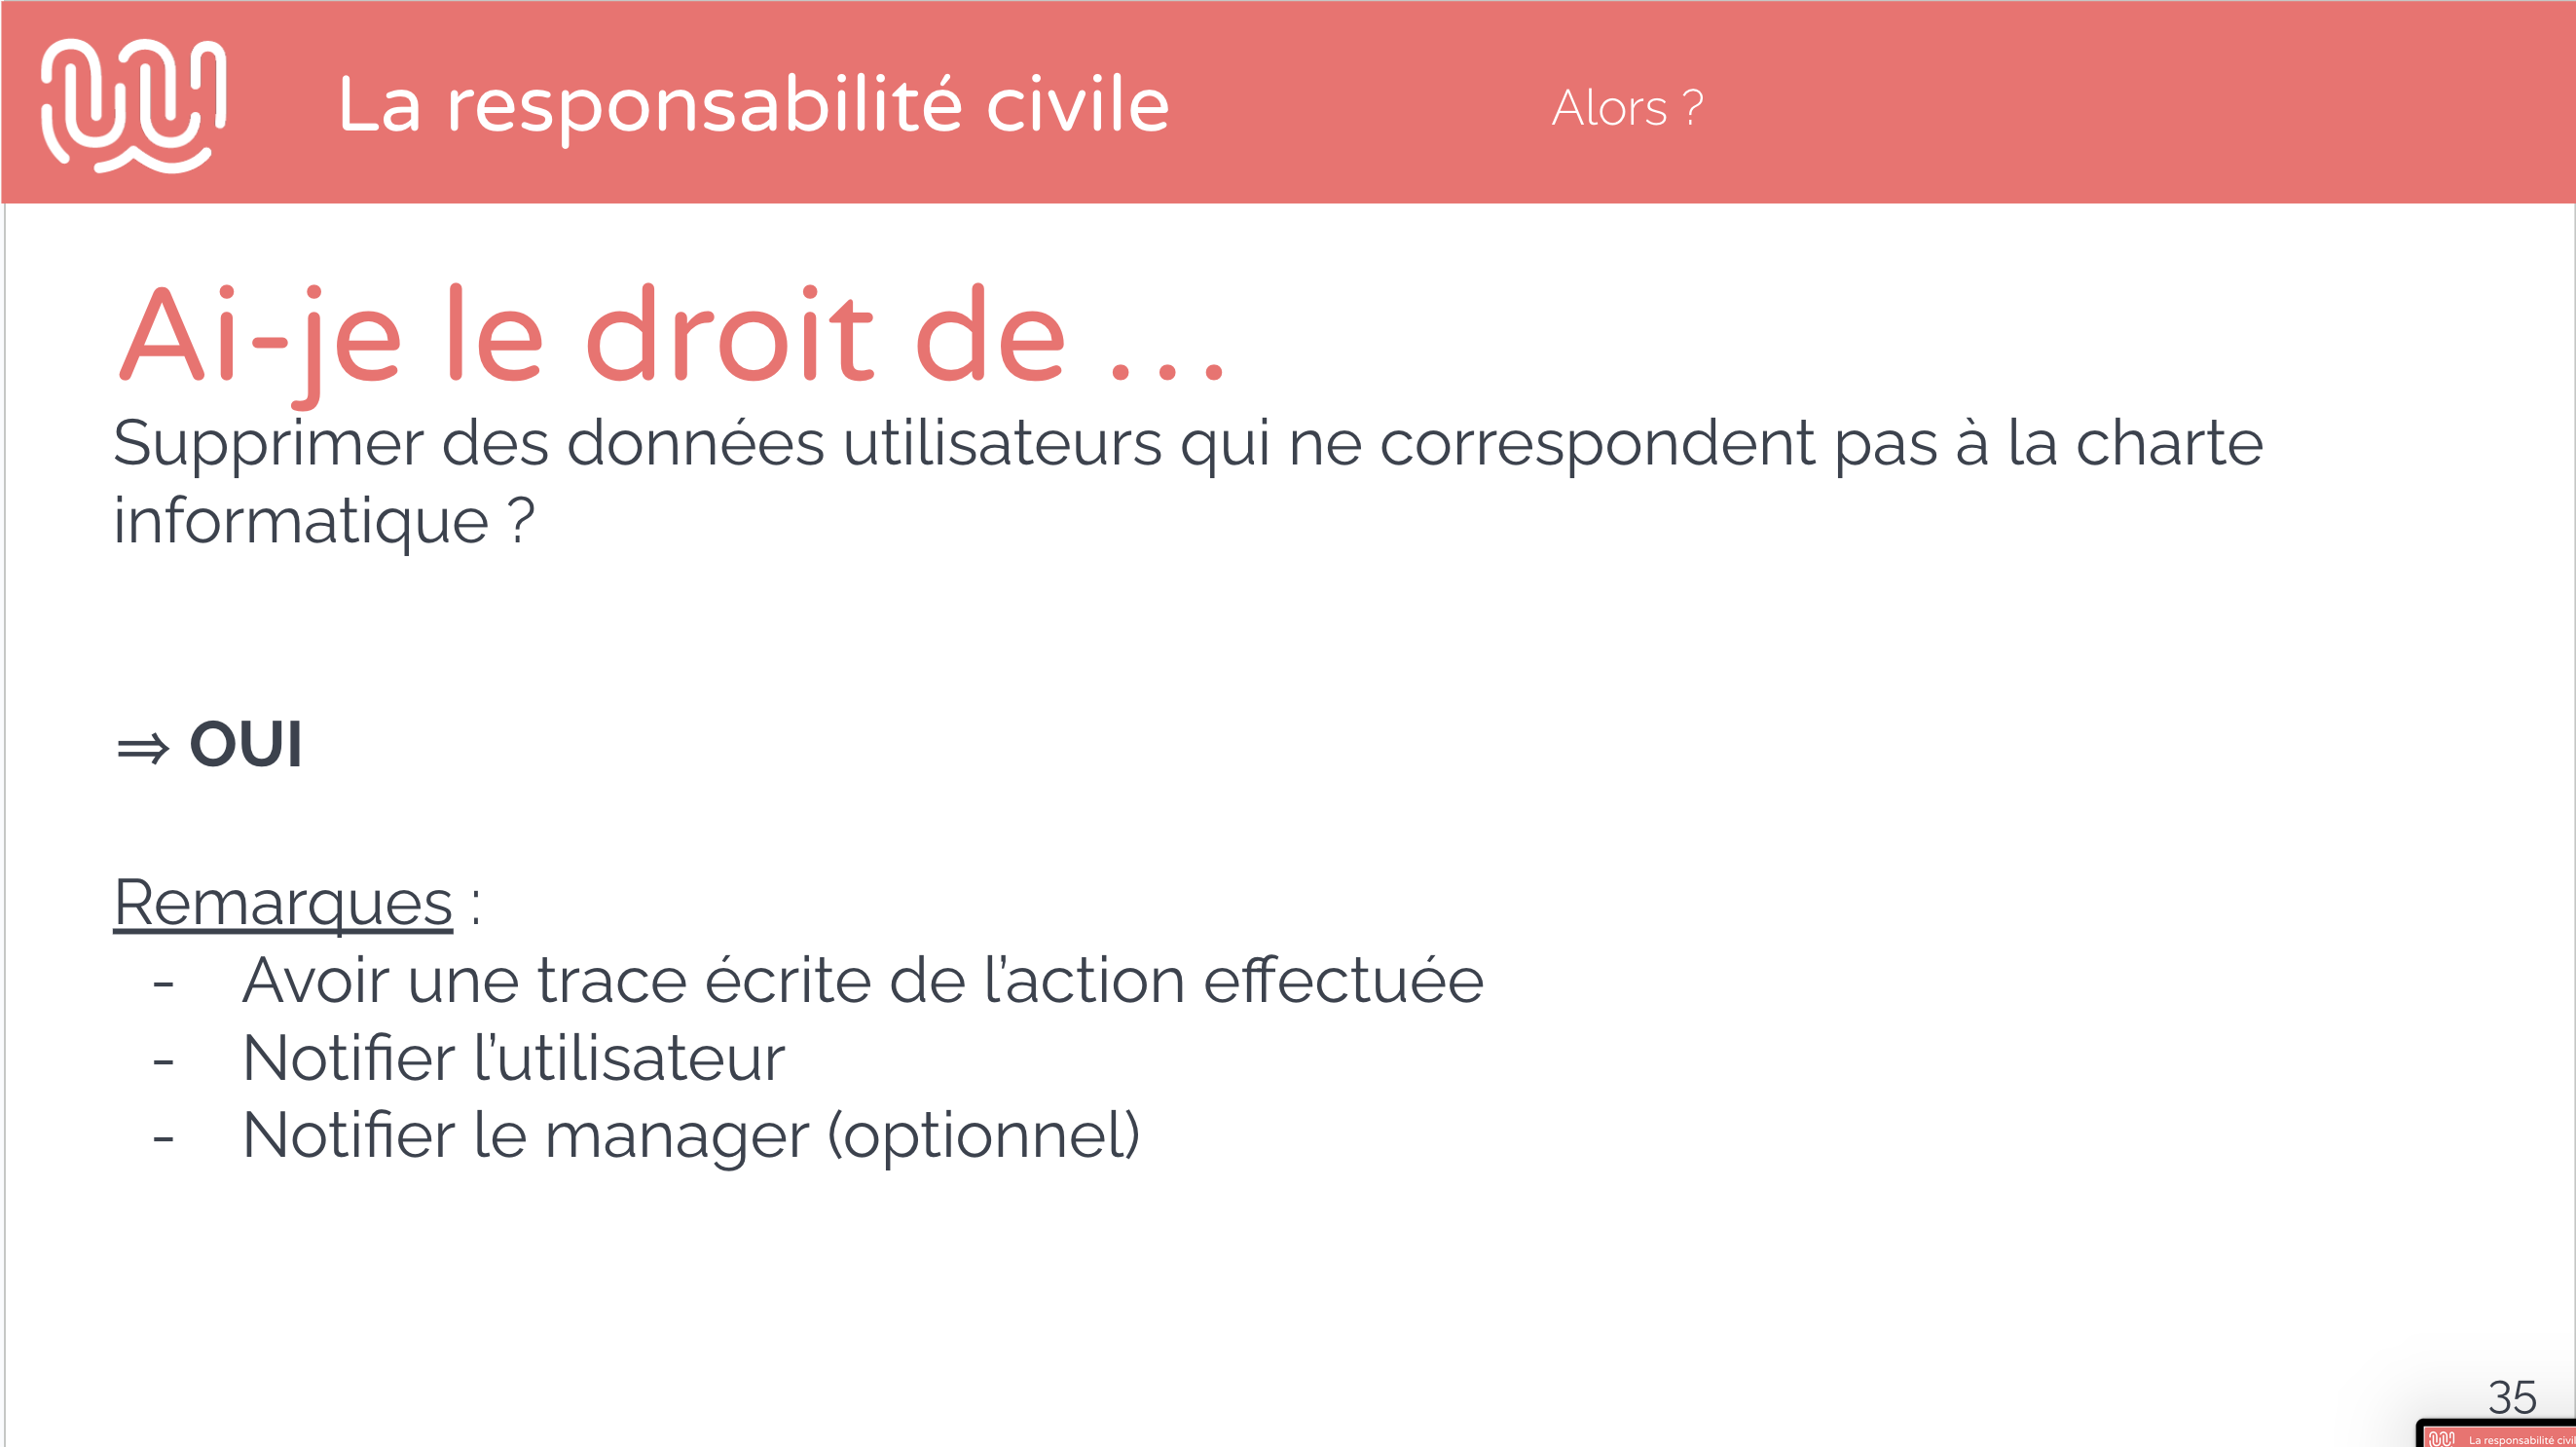 La responsabilité civile
Alors ?
Ai-je le droit de ...
Supprimer des données utilisateurs qui ne correspondent pas à la charte
informatique ?
⇒ OUI
Remarques :
- Avoir une trace écrite de l'action effectuée
- Notifier l'utilisateur
- Notifier le manager (optionnel)
35
La responsabilité civil